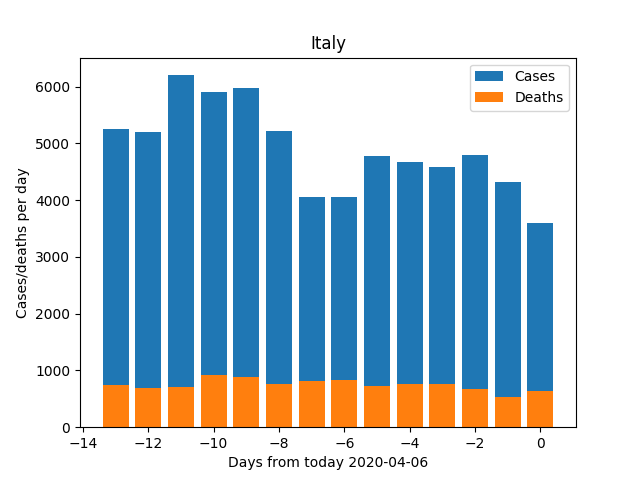 Italy
Cases
Deaths
Cases/deaths per day
6000
5000
4000
3000
2000
1000
0
−14 −12 −10 −8 −6 −4 −2 0
Days from today 2020-04-06